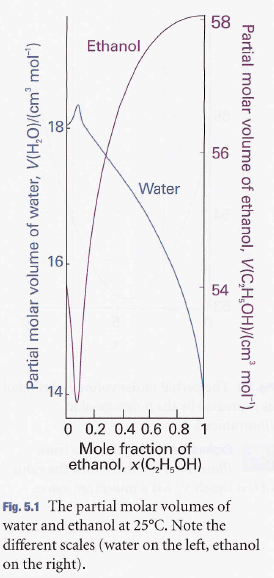 Ethanol
Water
Partial molar volume of water, V(H₂O)/(cm³ mol⁻¹)
18
16
14
Partial molar volume of ethanol, V(C₂H₅OH)/(cm³ mol⁻¹)
58
56
54
0 0.2 0.4 0.6 0.8 1
Mole fraction of
ethanol, x(C₂H₅OH)
Fig. 5.1 The partial molar volumes of
water and ethanol at 25°C. Note the
different scales (water on the left, ethanol
on the right).